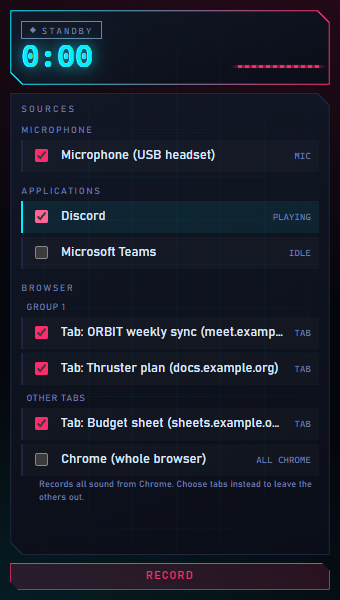 ◆ STANDBY
0:00
SOURCES
MICROPHONE
Microphone (USB headset) MIC
APPLICATIONS
Discord PLAYING
Microsoft Teams IDLE
BROWSER
GROUP 1
Tab: ORBIT weekly sync (meet.examp… TAB
Tab: Thruster plan (docs.example.org) TAB
OTHER TABS
Tab: Budget sheet (sheets.example.o… TAB
Chrome (whole browser) ALL CHROME
Records all sound from Chrome. Choose tabs instead to leave the
others out.
RECORD